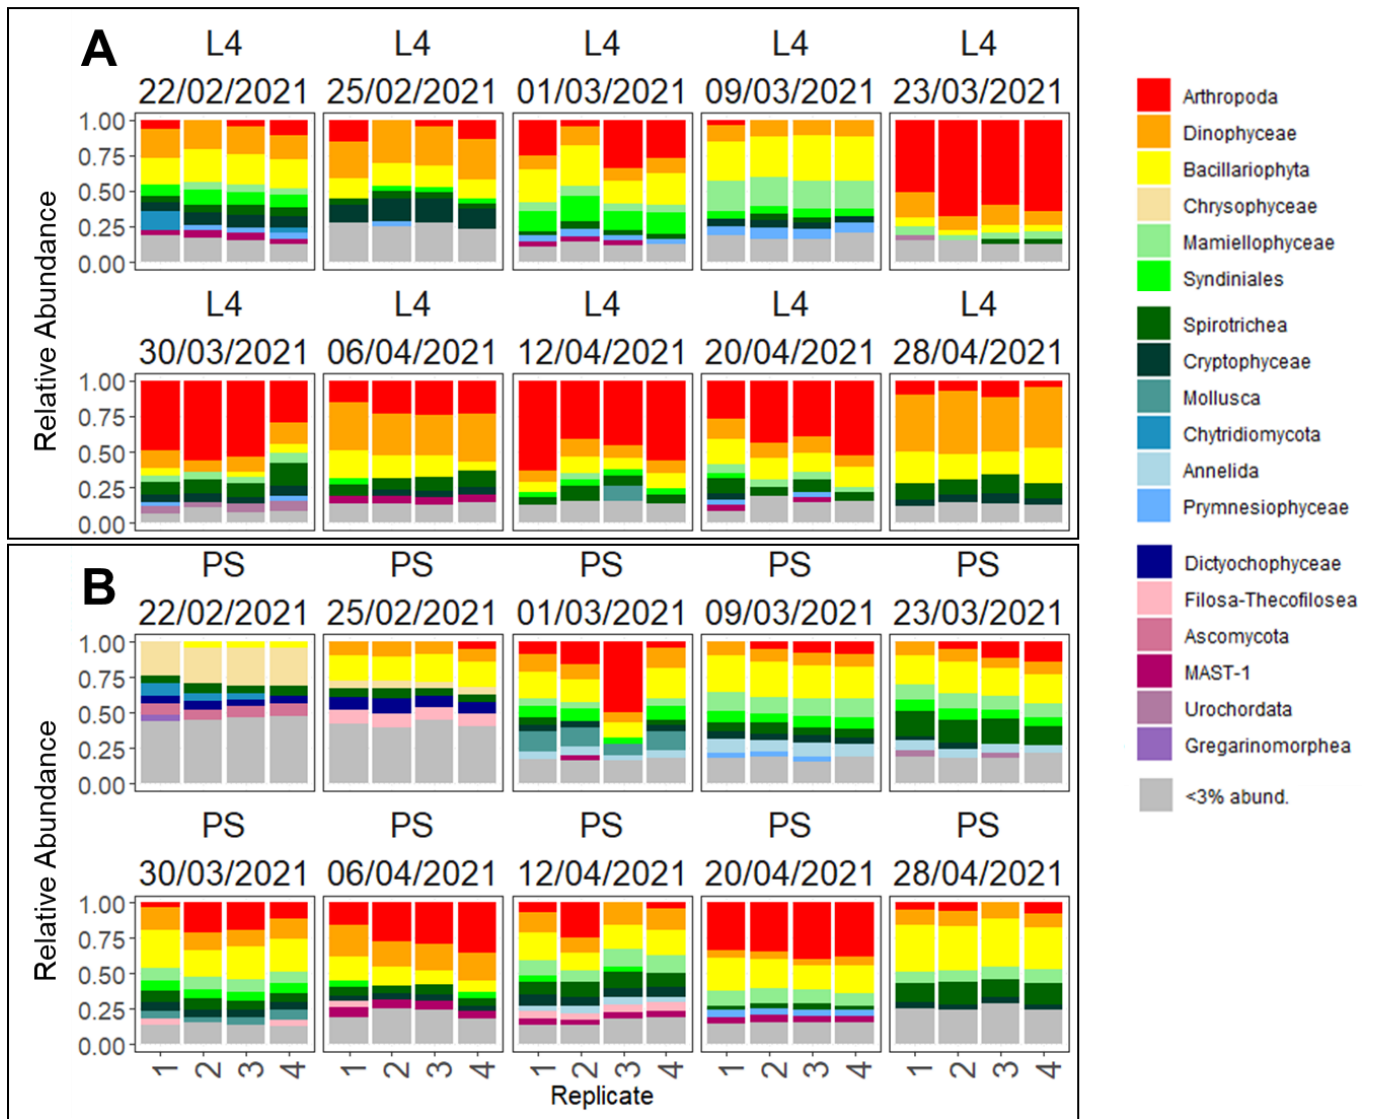 A
L4 L4 L4 L4 L4
22/02/2021 25/02/2021 01/03/2021 09/03/2021 23/03/2021
1.00
0.75
0.50
0.25
0.00
Relative Abundance
L4 L4 L4 L4 L4
30/03/2021 06/04/2021 12/04/2021 20/04/2021 28/04/2021
1.00
0.75
0.50
0.25
0.00
B
PS PS PS PS PS
22/02/2021 25/02/2021 01/03/2021 09/03/2021 23/03/2021
1.00
0.75
0.50
0.25
0.00
Relative Abundance
PS PS PS PS PS
30/03/2021 06/04/2021 12/04/2021 20/04/2021 28/04/2021
1.00
0.75
0.50
0.25
0.00
1 2 3 4 1 2 3 4 1 2 3 4 1 2 3 4 1 2 3 4
Replicate
Arthropoda
Dinophyceae
Bacillariophyta
Chrysophyceae
Mamiellophyceae
Syndiniales
Spirotrichea
Cryptophyceae
Mollusca
Chytridiomycota
Annelida
Prymnesiophyceae
Dictyochophyceae
Filosa-Thecofilosea
Ascomycota
MAST-1
Urochordata
Gregarinomorphea
<3% abund.